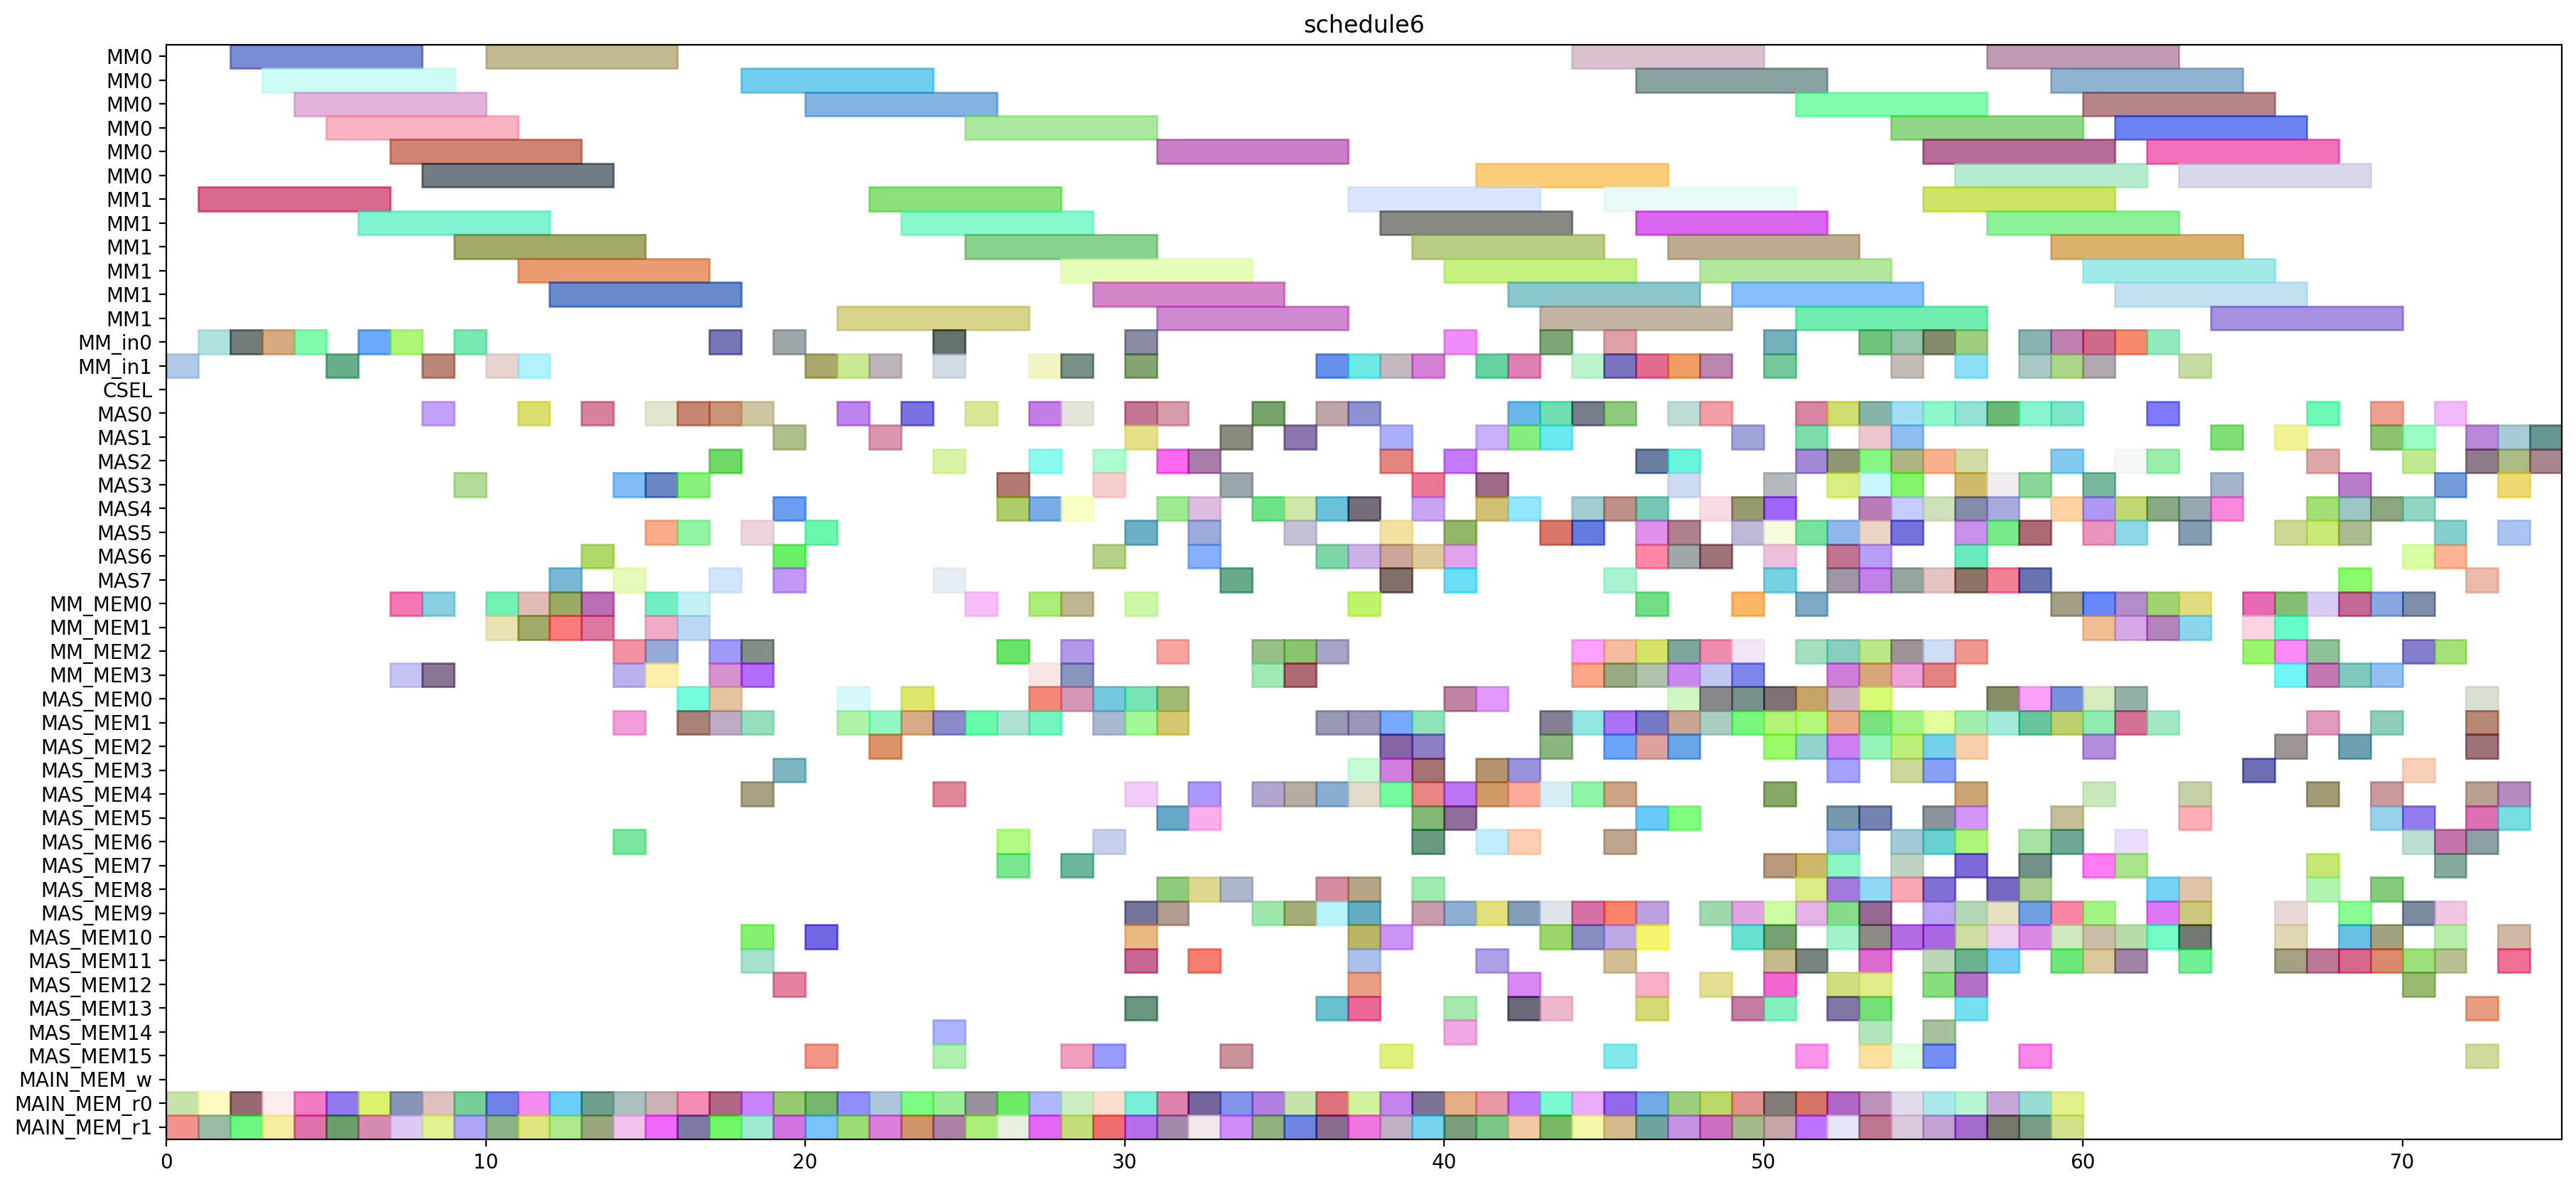 schedule6
MM0
MM0
MM0
MM0
MM0
MM0
MM1
MM1
MM1
MM1
MM1
MM1
MM_in0
MM_in1
CSEL
MAS0
MAS1
MAS2
MAS3
MAS4
MAS5
MAS6
MAS7
MM_MEM0
MM_MEM1
MM_MEM2
MM_MEM3
MAS_MEM0
MAS_MEM1
MAS_MEM2
MAS_MEM3
MAS_MEM4
MAS_MEM5
MAS_MEM6
MAS_MEM7
MAS_MEM8
MAS_MEM9
MAS_MEM10
MAS_MEM11
MAS_MEM12
MAS_MEM13
MAS_MEM14
MAS_MEM15
MAIN_MEM_w
MAIN_MEM_r0
MAIN_MEM_r1
0 10 20 30 40 50 60 70